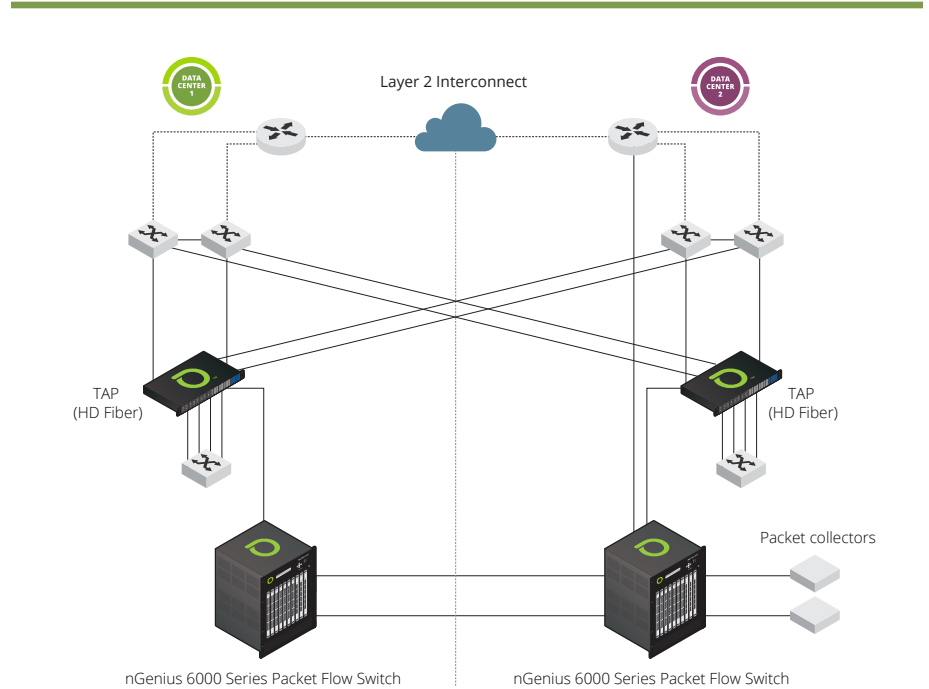 DATA
CENTER
1
Layer 2 Interconnect
DATA
CENTER
2
TAP
(HD Fiber)
TAP
(HD Fiber)
Packet collectors
nGenius 6000 Series Packet Flow Switch
nGenius 6000 Series Packet Flow Switch